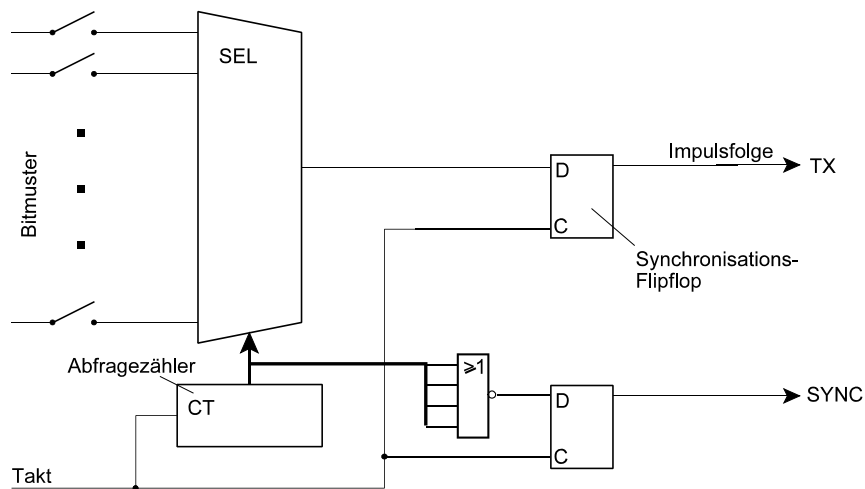 SEL
Bitmuster
D
Impulsfolge
TX
C
Synchronisations-
Flipflop
Abfragezähler
CT
≥1
D
SYNC
C
Takt